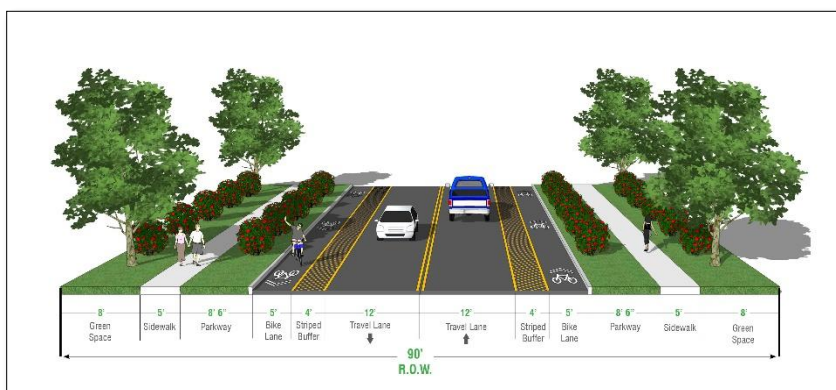 8' 5' 8' 6" 5' 4' 12' 12' 4' 5' 8' 6" 5' 8'
Green Space
Sidewalk
Parkway
Bike Lane
Striped Buffer
Travel Lane
Travel Lane
Striped Buffer
Bike Lane
Parkway
Sidewalk
Green Space
90'
R.O.W.